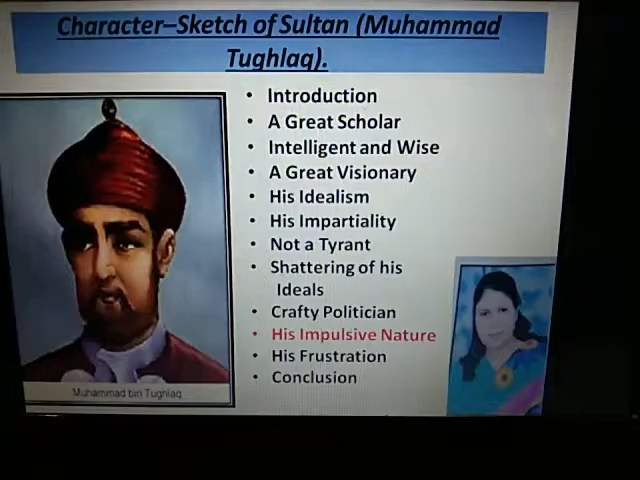 Character–Sketch of Sultan (Muhammad
Tughlaq).
• Introduction
• A Great Scholar
• Intelligent and Wise
• A Great Visionary
• His Idealism
• His Impartiality
• Not a Tyrant
• Shattering of his
Ideals
• Crafty Politician
• His Impulsive Nature
• His Frustration
• Conclusion
Muhammad bin Tughlaq